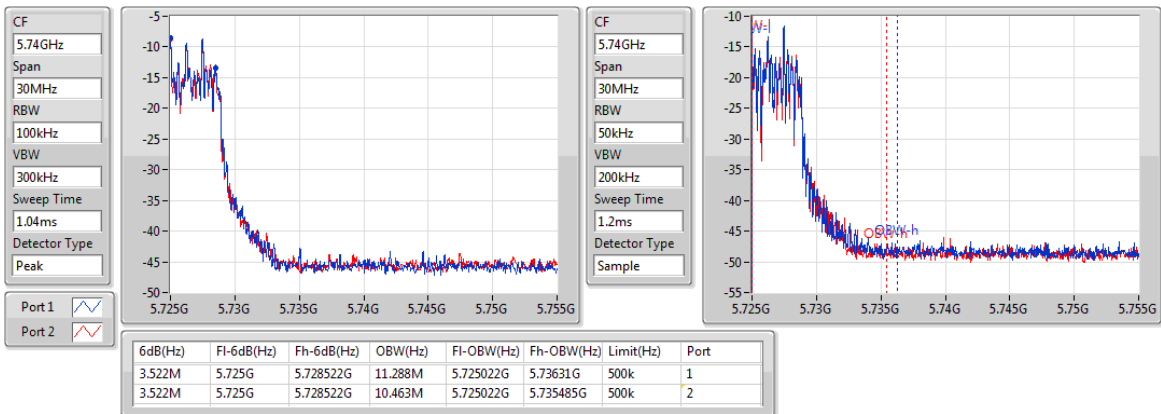 CF
5.74GHz
Span
30MHz
RBW
100kHz
VBW
300kHz
Sweep Time
1.04ms
Detector Type
Peak
Port 1
Port 2
-5
-10
-15
-20
-25
-30
-35
-40
-45
-50
5.725G 5.73G 5.735G 5.74G 5.745G 5.75G 5.755G
CF
5.74GHz
Span
30MHz
RBW
50kHz
VBW
200kHz
Sweep Time
1.2ms
Detector Type
Sample
-10
-15
-20
-25
-30
-35
-40
-45
-50
-55
OBW-h
5.725G 5.73G 5.735G 5.74G 5.745G 5.75G 5.755G
6dB(Hz) Fl-6dB(Hz) Fh-6dB(Hz) OBW(Hz) Fl-OBW(Hz) Fh-OBW(Hz) Limit(Hz) Port
3.522M 5.725G 5.728522G 11.288M 5.725022G 5.73631G 500k 1
3.522M 5.725G 5.728522G 10.463M 5.725022G 5.735485G 500k 2